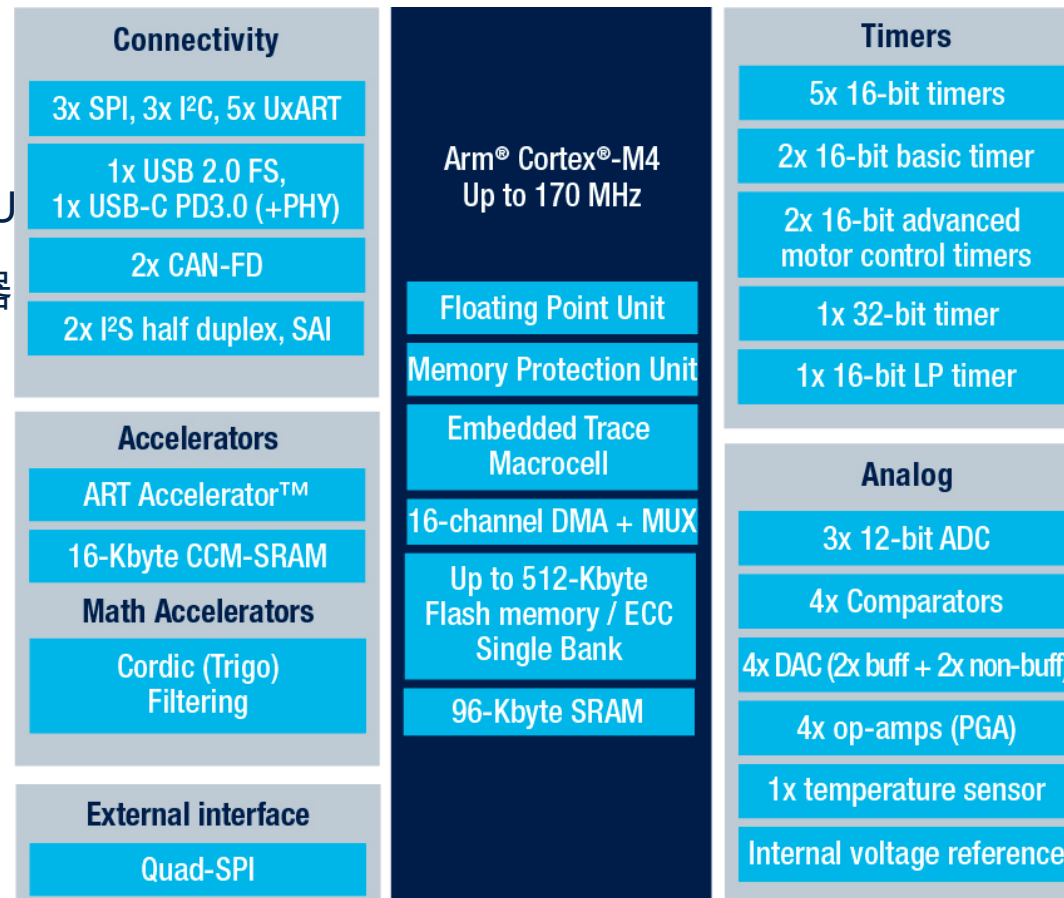 Connectivity
3x SPI, 3x I²C, 5x UxART
1x USB 2.0 FS,
1x USB-C PD3.0 (+PHY)
2x CAN-FD
2x I²S half duplex, SAI
U
器
Accelerators
ART Accelerator™
16-Kbyte CCM-SRAM
Math Accelerators
Cordic (Trigo)
Filtering
External interface
Quad-SPI
Arm® Cortex®-M4
Up to 170 MHz
Floating Point Unit
Memory Protection Unit
Embedded Trace
Macrocell
16-channel DMA + MUX
Up to 512-Kbyte
Flash memory / ECC
Single Bank
96-Kbyte SRAM
Timers
5x 16-bit timers
2x 16-bit basic timer
2x 16-bit advanced
motor control timers
1x 32-bit timer
1x 16-bit LP timer
Analog
3x 12-bit ADC
4x Comparators
4x DAC (2x buff + 2x non-buff)
4x op-amps (PGA)
1x temperature sensor
Internal voltage reference